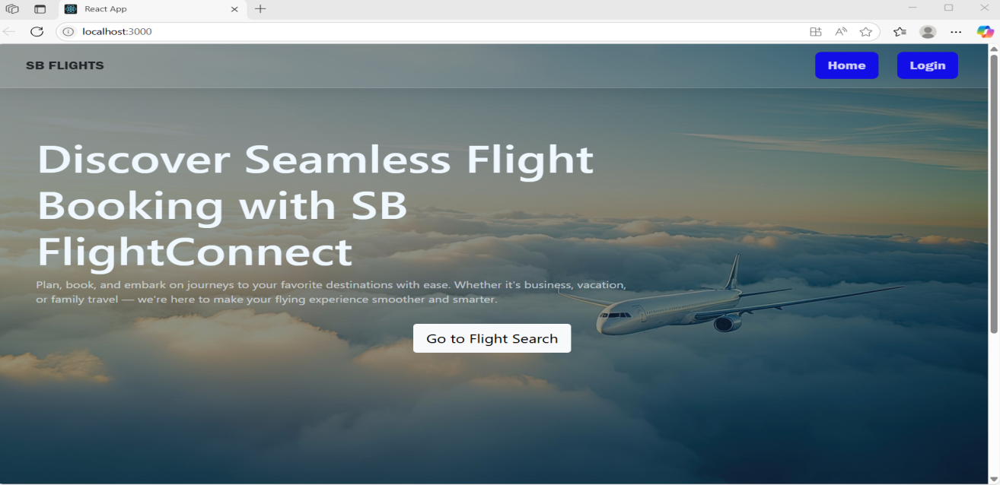 React App
localhost:3000
SB FLIGHTS
Home
Login
Discover Seamless Flight
Booking with SB
FlightConnect
Plan, book, and embark on journeys to your favorite destinations with ease. Whether it's business, vacation,
or family travel — we're here to make your flying experience smoother and smarter.
Go to Flight Search